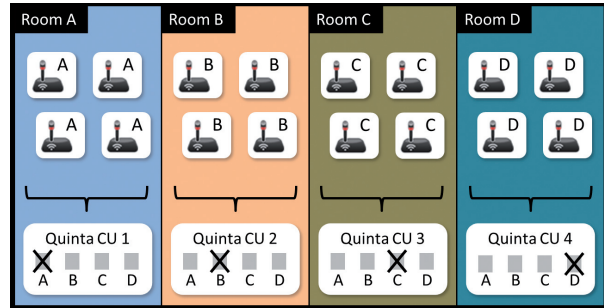 Room A
A A
A A
Quinta CU 1
A B C D
Room B
B B
B B
Quinta CU 2
A B C D
Room C
C C
C C
Quinta CU 3
A B C D
Room D
D D
D D
Quinta CU 4
A B C D